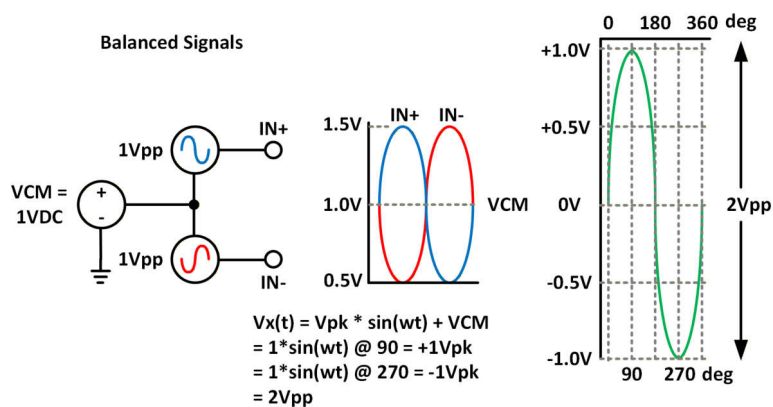 Balanced Signals
1Vpp
IN+
VCM =
1VDC
+
-
1Vpp
IN-
IN+ IN-
1.5V
1.0V
0.5V
VCM
Vx(t) = Vpk * sin(wt) + VCM
= 1*sin(wt) @ 90 = +1Vpk
= 1*sin(wt) @ 270 = -1Vpk
= 2Vpp
0 180 360 deg
+1.0V
+0.5V
0V
-0.5V
-1.0V
2Vpp
90 270 deg